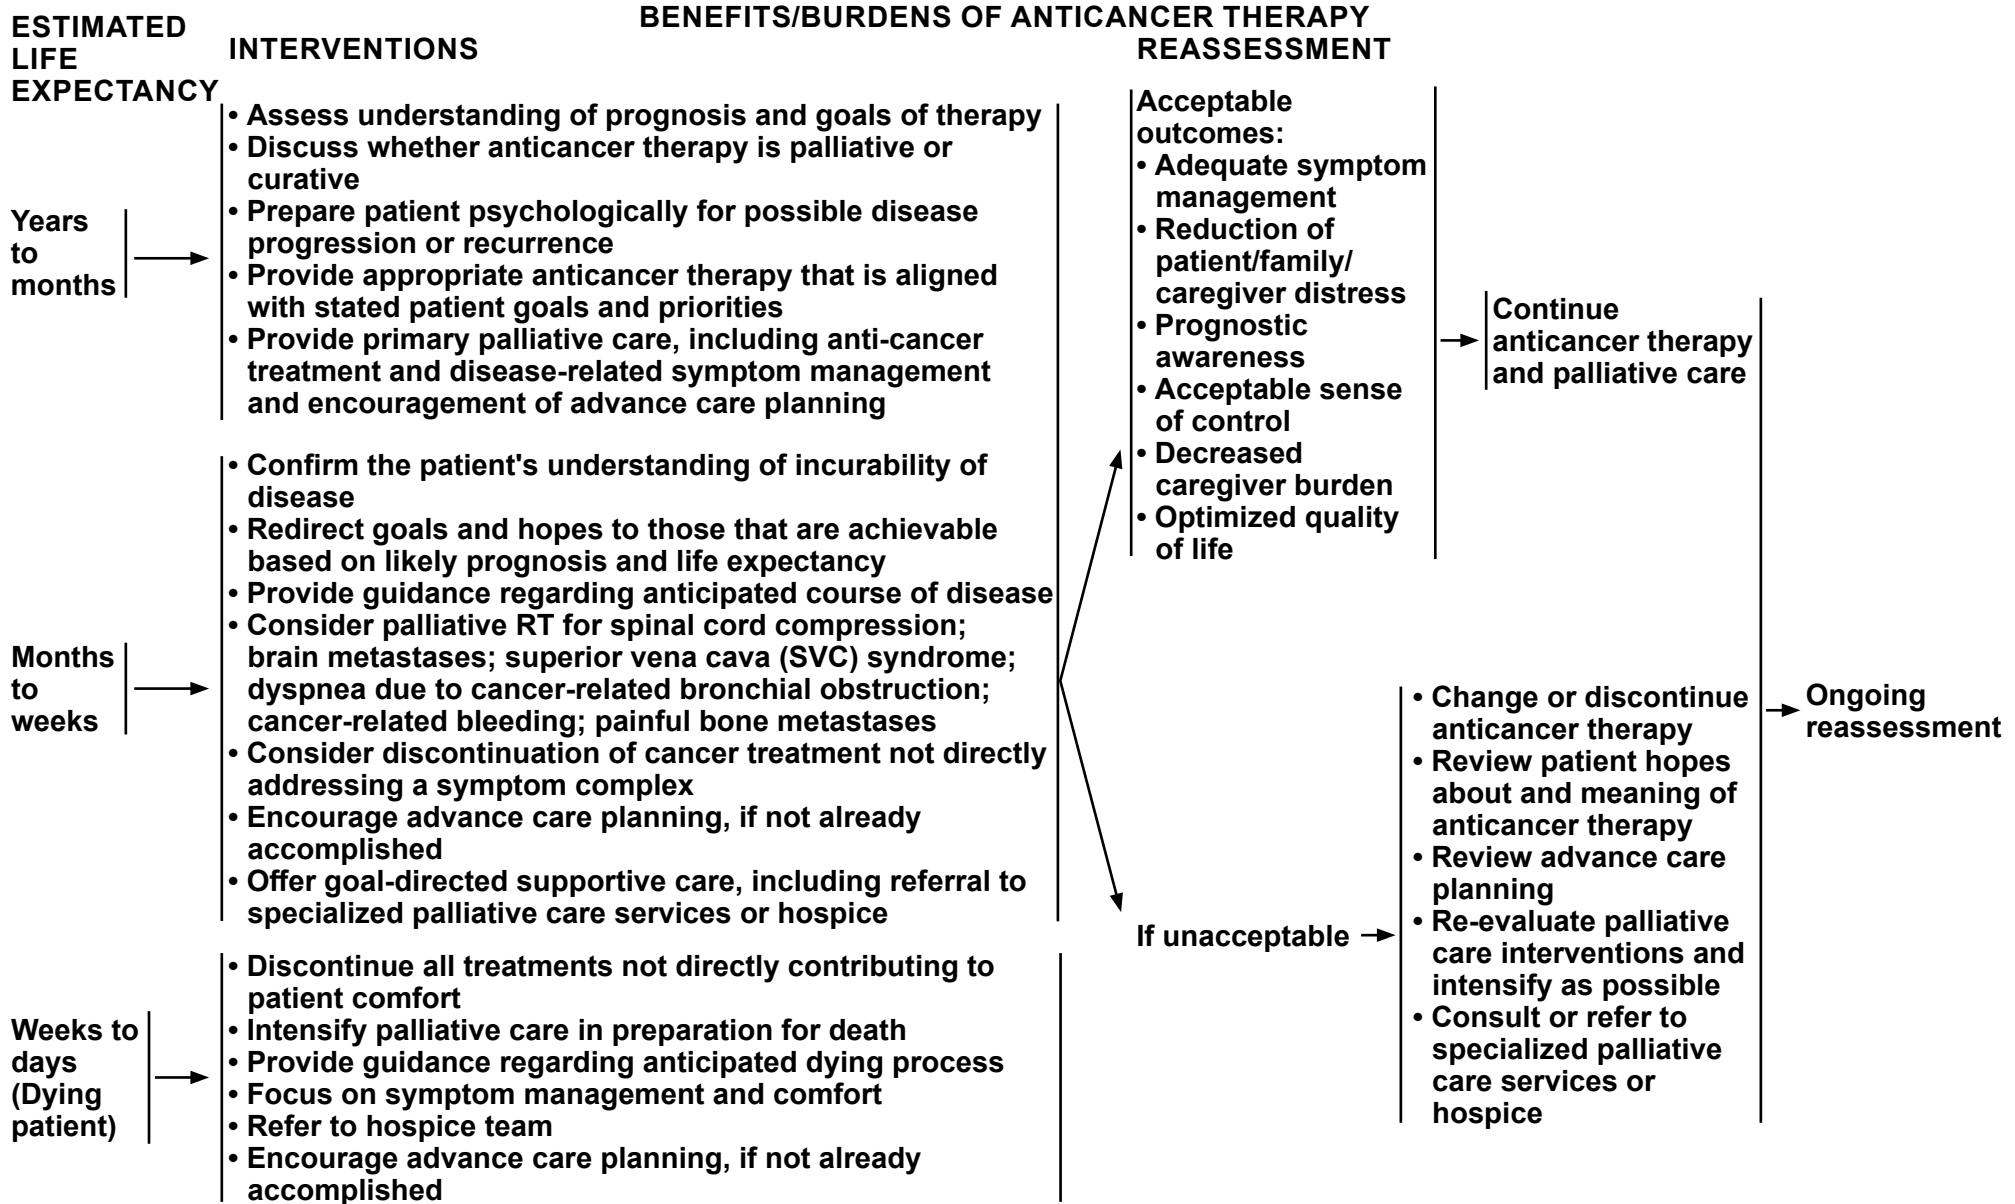 BENEFITS/BURDENS OF ANTICANCER THERAPY
ESTIMATED
LIFE
EXPECTANCY
INTERVENTIONS
REASSESSMENT
Years
to
months
• Assess understanding of prognosis and goals of therapy
• Discuss whether anticancer therapy is palliative or
curative
• Prepare patient psychologically for possible disease
progression or recurrence
• Provide appropriate anticancer therapy that is aligned
with stated patient goals and priorities
• Provide primary palliative care, including anti-cancer
treatment and disease-related symptom management
and encouragement of advance care planning
Months
to
weeks
• Confirm the patient's understanding of incurability of
disease
• Redirect goals and hopes to those that are achievable
based on likely prognosis and life expectancy
• Provide guidance regarding anticipated course of disease
• Consider palliative RT for spinal cord compression;
brain metastases; superior vena cava (SVC) syndrome;
dyspnea due to cancer-related bronchial obstruction;
cancer-related bleeding; painful bone metastases
• Consider discontinuation of cancer treatment not directly
addressing a symptom complex
• Encourage advance care planning, if not already
accomplished
• Offer goal-directed supportive care, including referral to
specialized palliative care services or hospice
Weeks to
days
(Dying
patient)
• Discontinue all treatments not directly contributing to
patient comfort
• Intensify palliative care in preparation for death
• Provide guidance regarding anticipated dying process
• Focus on symptom management and comfort
• Refer to hospice team
• Encourage advance care planning, if not already
accomplished
Acceptable
outcomes:
• Adequate symptom
management
• Reduction of
patient/family/
caregiver distress
• Prognostic
awareness
• Acceptable sense
of control
• Decreased
caregiver burden
• Optimized quality
of life
Continue
anticancer therapy
and palliative care
If unacceptable
• Change or discontinue
anticancer therapy
• Review patient hopes
about and meaning of
anticancer therapy
• Review advance care
planning
• Re-evaluate palliative
care interventions and
intensify as possible
• Consult or refer to
specialized palliative
care services or
hospice
Ongoing
reassessment